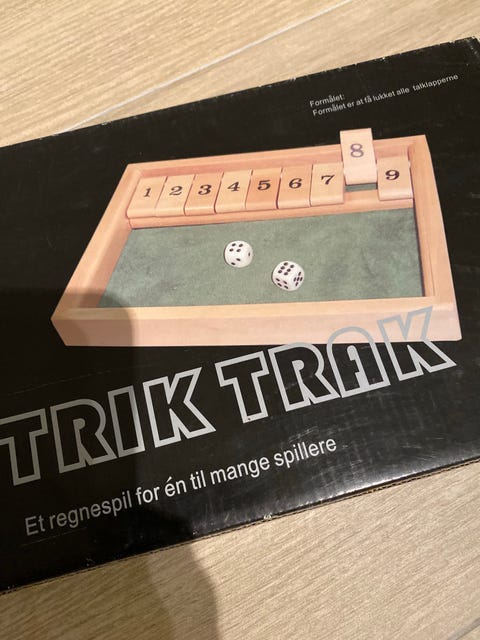 Formålet:
Formålet er at få lukket alle talklapperne
1 2 3 4 5 6 7 8 9
TRIK TRAK
Et regnespil for én til mange spillere